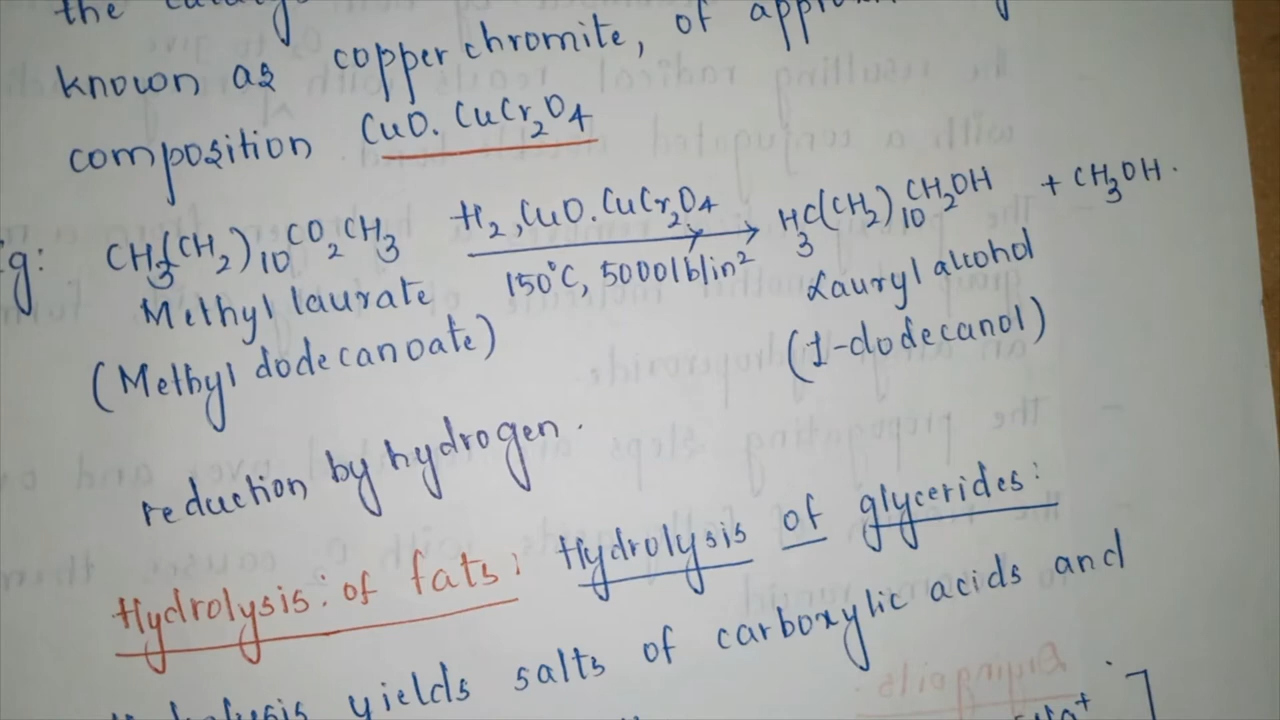 the
known as copper chromite, of
composition CuO. CuCr2O4
g: CH3(CH2)10CO2CH3 H2,CuO.CuCr2O4 H3C(CH2)10CH2OH + CH3OH.
150°C, 5000lb/in²
Methyl laurate Lauryl alcohol
(Methyl dodecanoate) (1-dodecanol)
reduction by hydrogen.
Hydrolysis: of fats: Hydrolysis of glycerides:
yields salts of carboxylic acids and